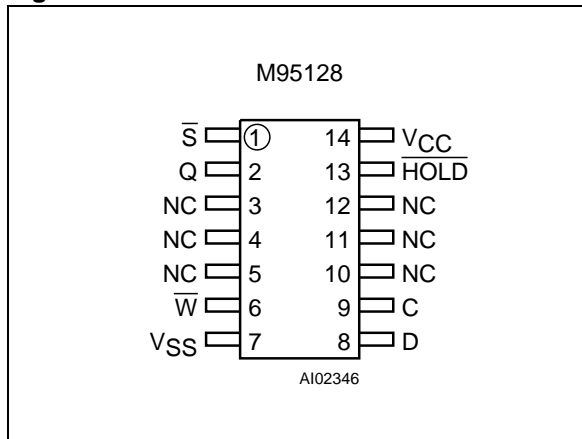 M95128
S̅ 1 14 VCC
Q 2 13 H̅O̅L̅D̅
NC 3 12 NC
NC 4 11 NC
NC 5 10 NC
W̅ 6 9 C
VSS 7 8 D
AI02346